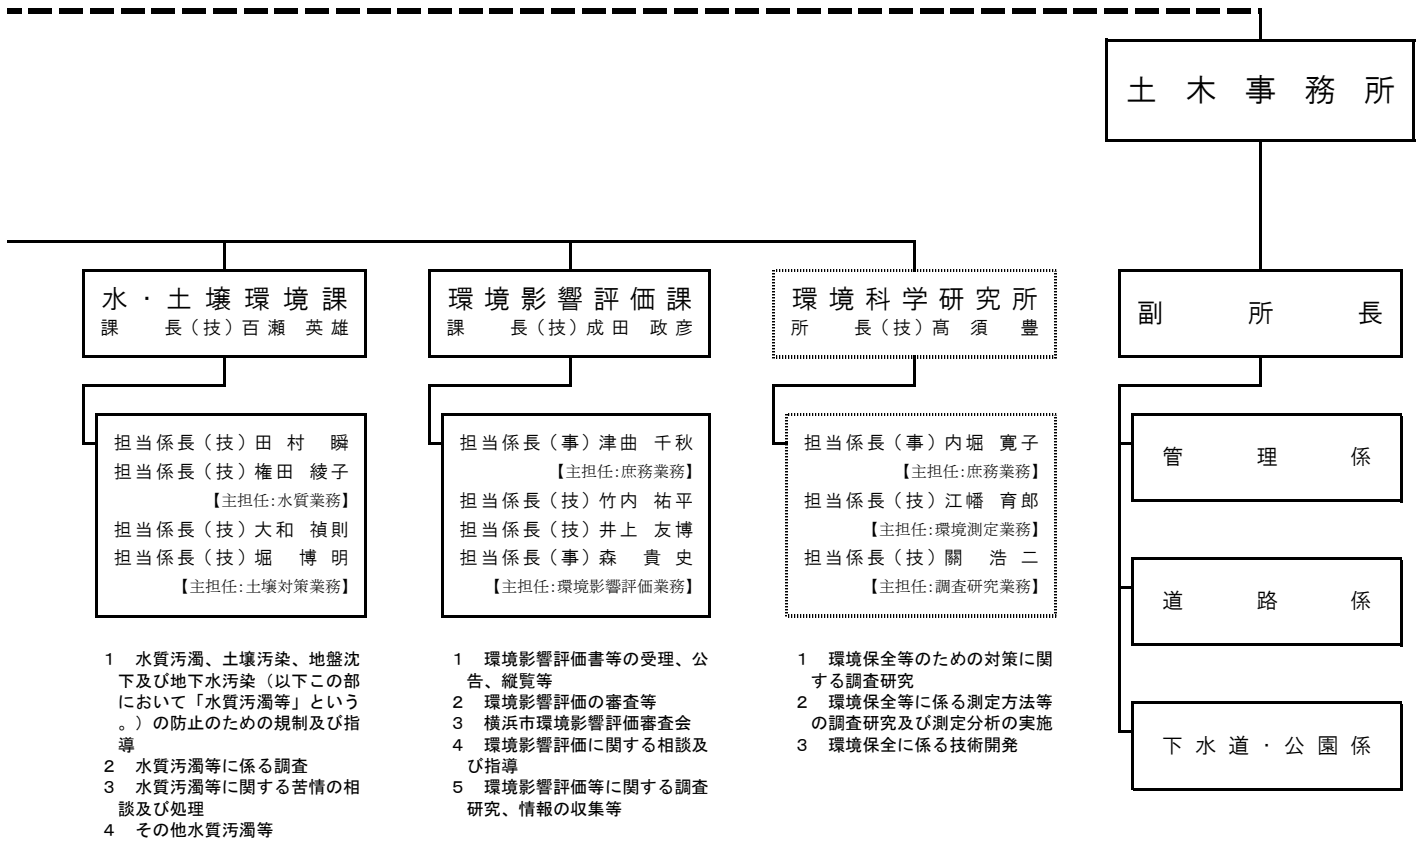 土木事務所
水・土壌環境課
課　長（技）百瀬　英雄
担当係長（技）田村　瞬
担当係長（技）権田　綾子
【主担任:水質業務】
担当係長（技）大和　禎則
担当係長（技）堀　博明
【主担任:土壌対策業務】
1　水質汚濁、土壌汚染、地盤沈
下及び地下水汚染（以下この部
において「水質汚濁等」という
。）の防止のための規制及び指
導
2　水質汚濁等に係る調査
3　水質汚濁等に関する苦情の相
談及び処理
4　その他水質汚濁等
環境影響評価課
課　長（技）成田　政彦
担当係長（事）津曲　千秋
【主担任:庶務業務】
担当係長（技）竹内　祐平
担当係長（技）井上　友博
担当係長（事）森　貴史
【主担任:環境影響評価業務】
1　環境影響評価書等の受理、公
告、縦覧等
2　環境影響評価の審査等
3　横浜市環境影響評価審査会
4　環境影響評価に関する相談及
び指導
5　環境影響評価等に関する調査
研究、情報の収集等
環境科学研究所
所　長（技）髙須　豊
担当係長（事）内堀　寛子
【主担任:庶務業務】
担当係長（技）江幡　育郎
【主担任:環境測定業務】
担当係長（技）關　浩二
【主担任:調査研究業務】
1　環境保全等のための対策に関
する調査研究
2　環境保全等に係る測定方法等
の調査研究及び測定分析の実施
3　環境保全に係る技術開発
副所長
管理係
道路係
下水道・公園係